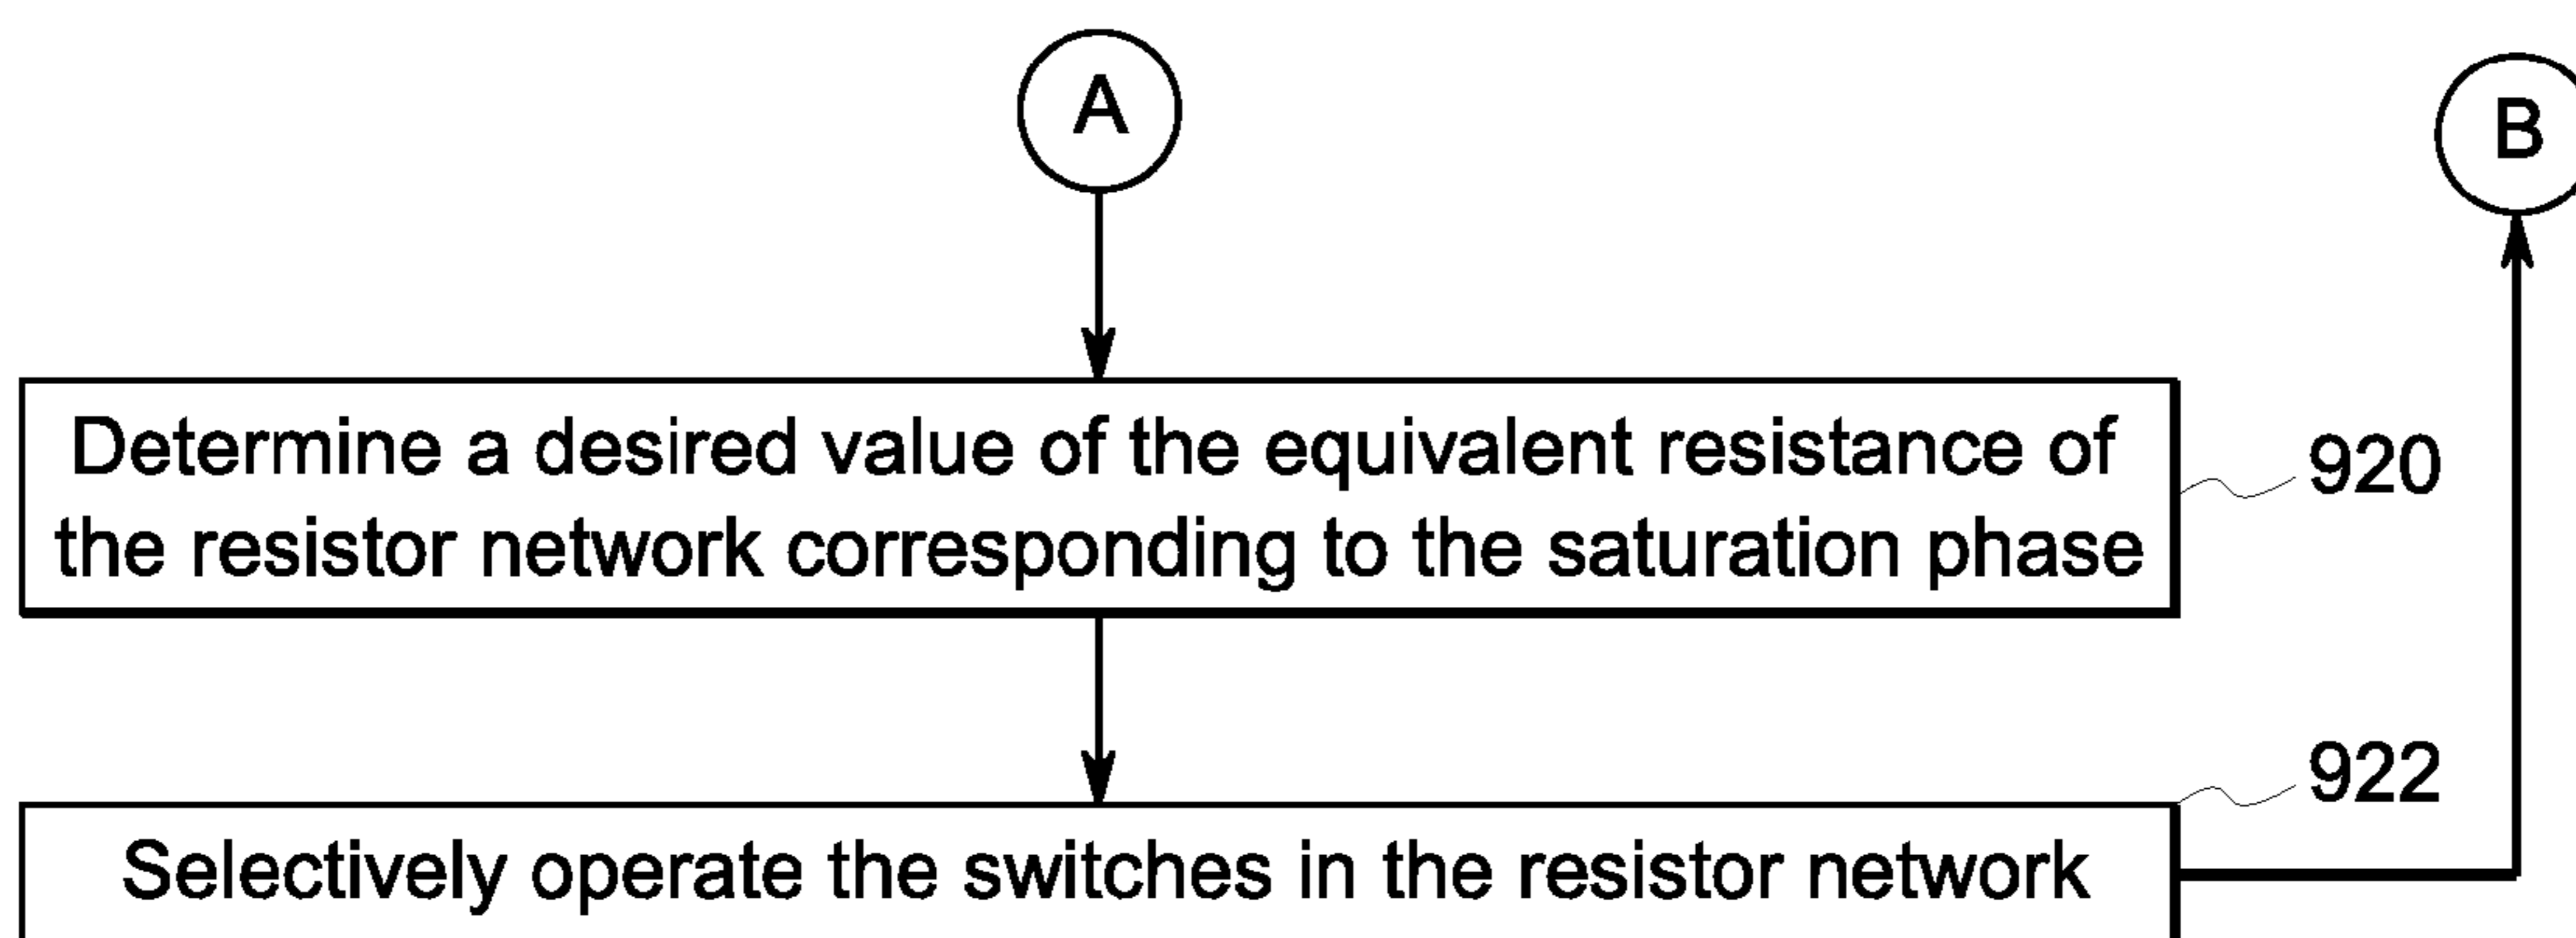 A
B
Determine a desired value of the equivalent resistance of
the resistor network corresponding to the saturation phase
920
922
Selectively operate the switches in the resistor network